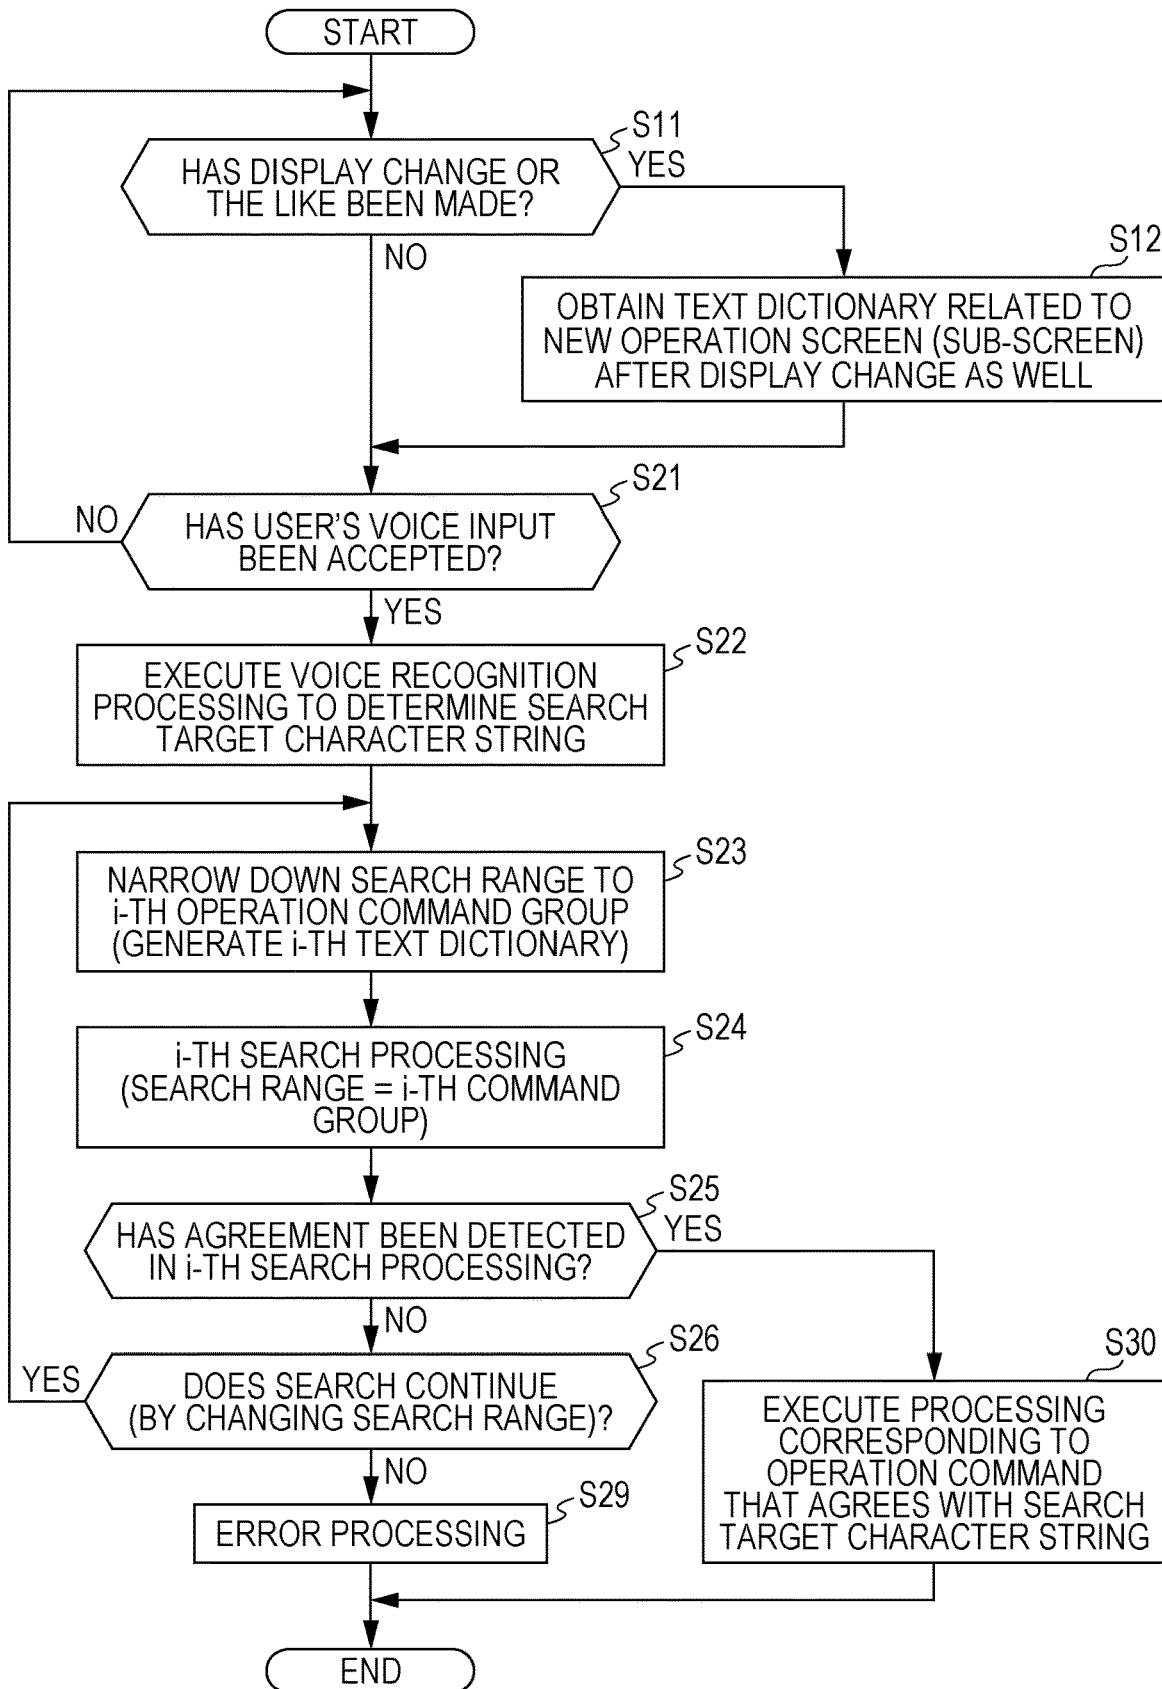 START
S11
HAS DISPLAY CHANGE OR
THE LIKE BEEN MADE?
YES
NO
S12
OBTAIN TEXT DICTIONARY RELATED TO
NEW OPERATION SCREEN (SUB-SCREEN)
AFTER DISPLAY CHANGE AS WELL
S21
NO
HAS USER'S VOICE INPUT
BEEN ACCEPTED?
YES
S22
EXECUTE VOICE RECOGNITION
PROCESSING TO DETERMINE SEARCH
TARGET CHARACTER STRING
S23
NARROW DOWN SEARCH RANGE TO
i-TH OPERATION COMMAND GROUP
(GENERATE i-TH TEXT DICTIONARY)
S24
i-TH SEARCH PROCESSING
(SEARCH RANGE = i-TH COMMAND
GROUP)
S25
HAS AGREEMENT BEEN DETECTED
IN i-TH SEARCH PROCESSING?
YES
NO
S26
YES
DOES SEARCH CONTINUE
(BY CHANGING SEARCH RANGE)?
NO
S30
EXECUTE PROCESSING
CORRESPONDING TO
OPERATION COMMAND
THAT AGREES WITH SEARCH
TARGET CHARACTER STRING
S29
ERROR PROCESSING
END